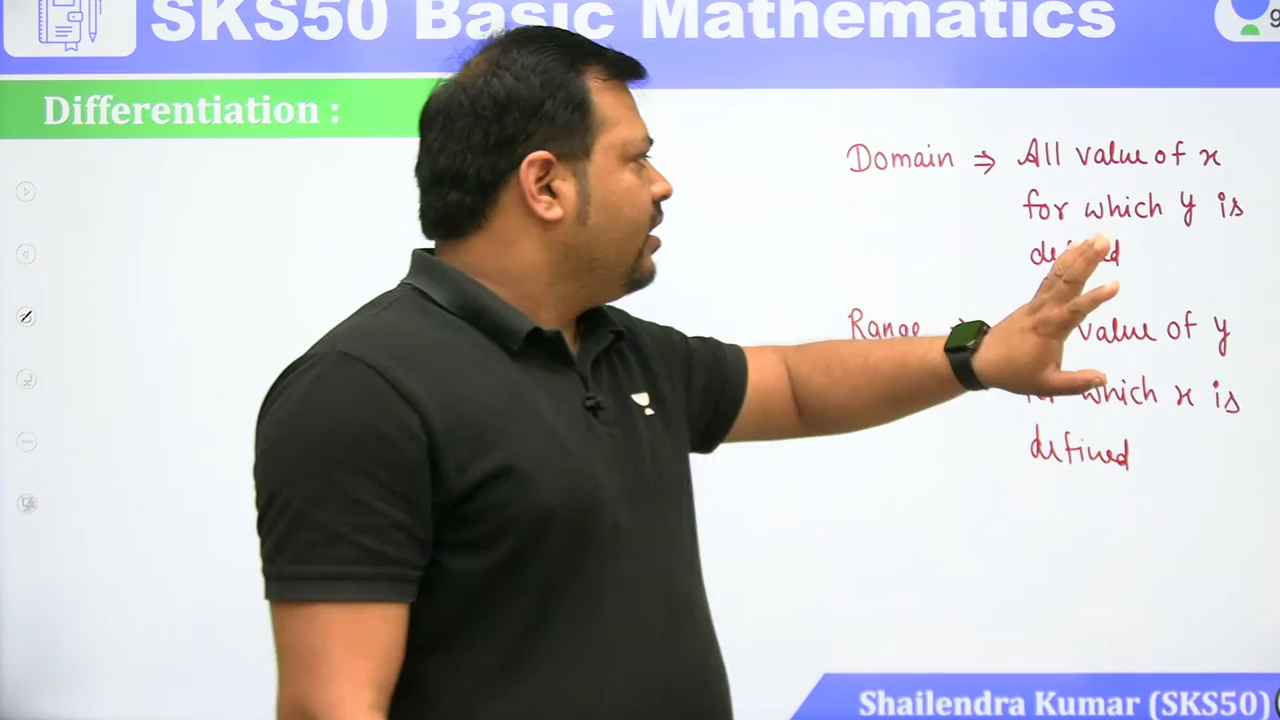 SKS50 Basic Mathematics
g
Differentiation :
Domain ⇒ All value of x
for which y is
Range value of y
which x is
defined
Shailendra Kumar (SKS50)